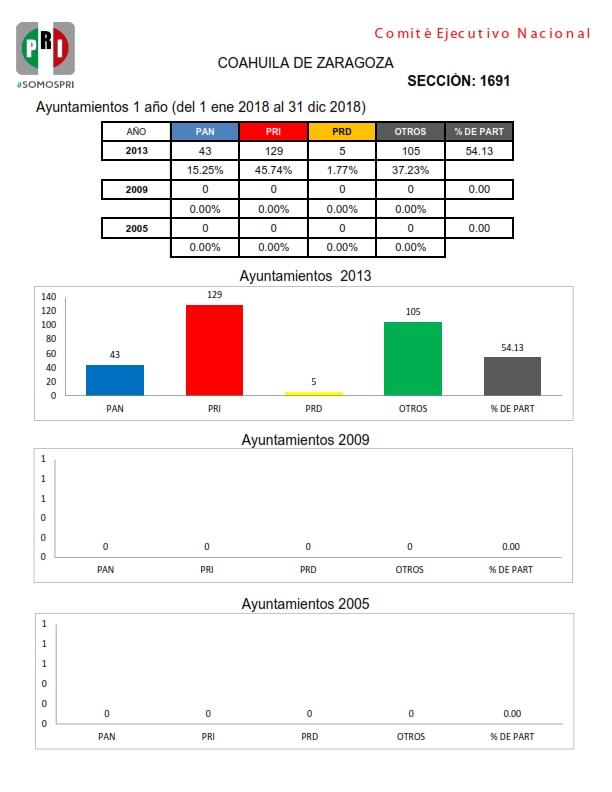 PRI
#SOMOSPRI
Comité Ejecutivo Nacional
COAHUILA DE ZARAGOZA
SECCIÓN: 1691
Ayuntamientos 1 año (del 1 ene 2018 al 31 dic 2018)
AÑO PAN PRI PRD OTROS % DE PART
2013 43 129 5 105 54.13
15.25% 45.74% 1.77% 37.23%
2009 0 0 0 0 0.00
0.00% 0.00% 0.00% 0.00%
2005 0 0 0 0 0.00
0.00% 0.00% 0.00% 0.00%
Ayuntamientos 2013
140
120
100
80
60
40
20
0
43 129 5 105 54.13
PAN PRI PRD OTROS % DE PART
Ayuntamientos 2009
1
1
1
0
0
0
0 0 0 0 0.00
PAN PRI PRD OTROS % DE PART
Ayuntamientos 2005
1
1
1
0
0
0
0 0 0 0 0.00
PAN PRI PRD OTROS % DE PART